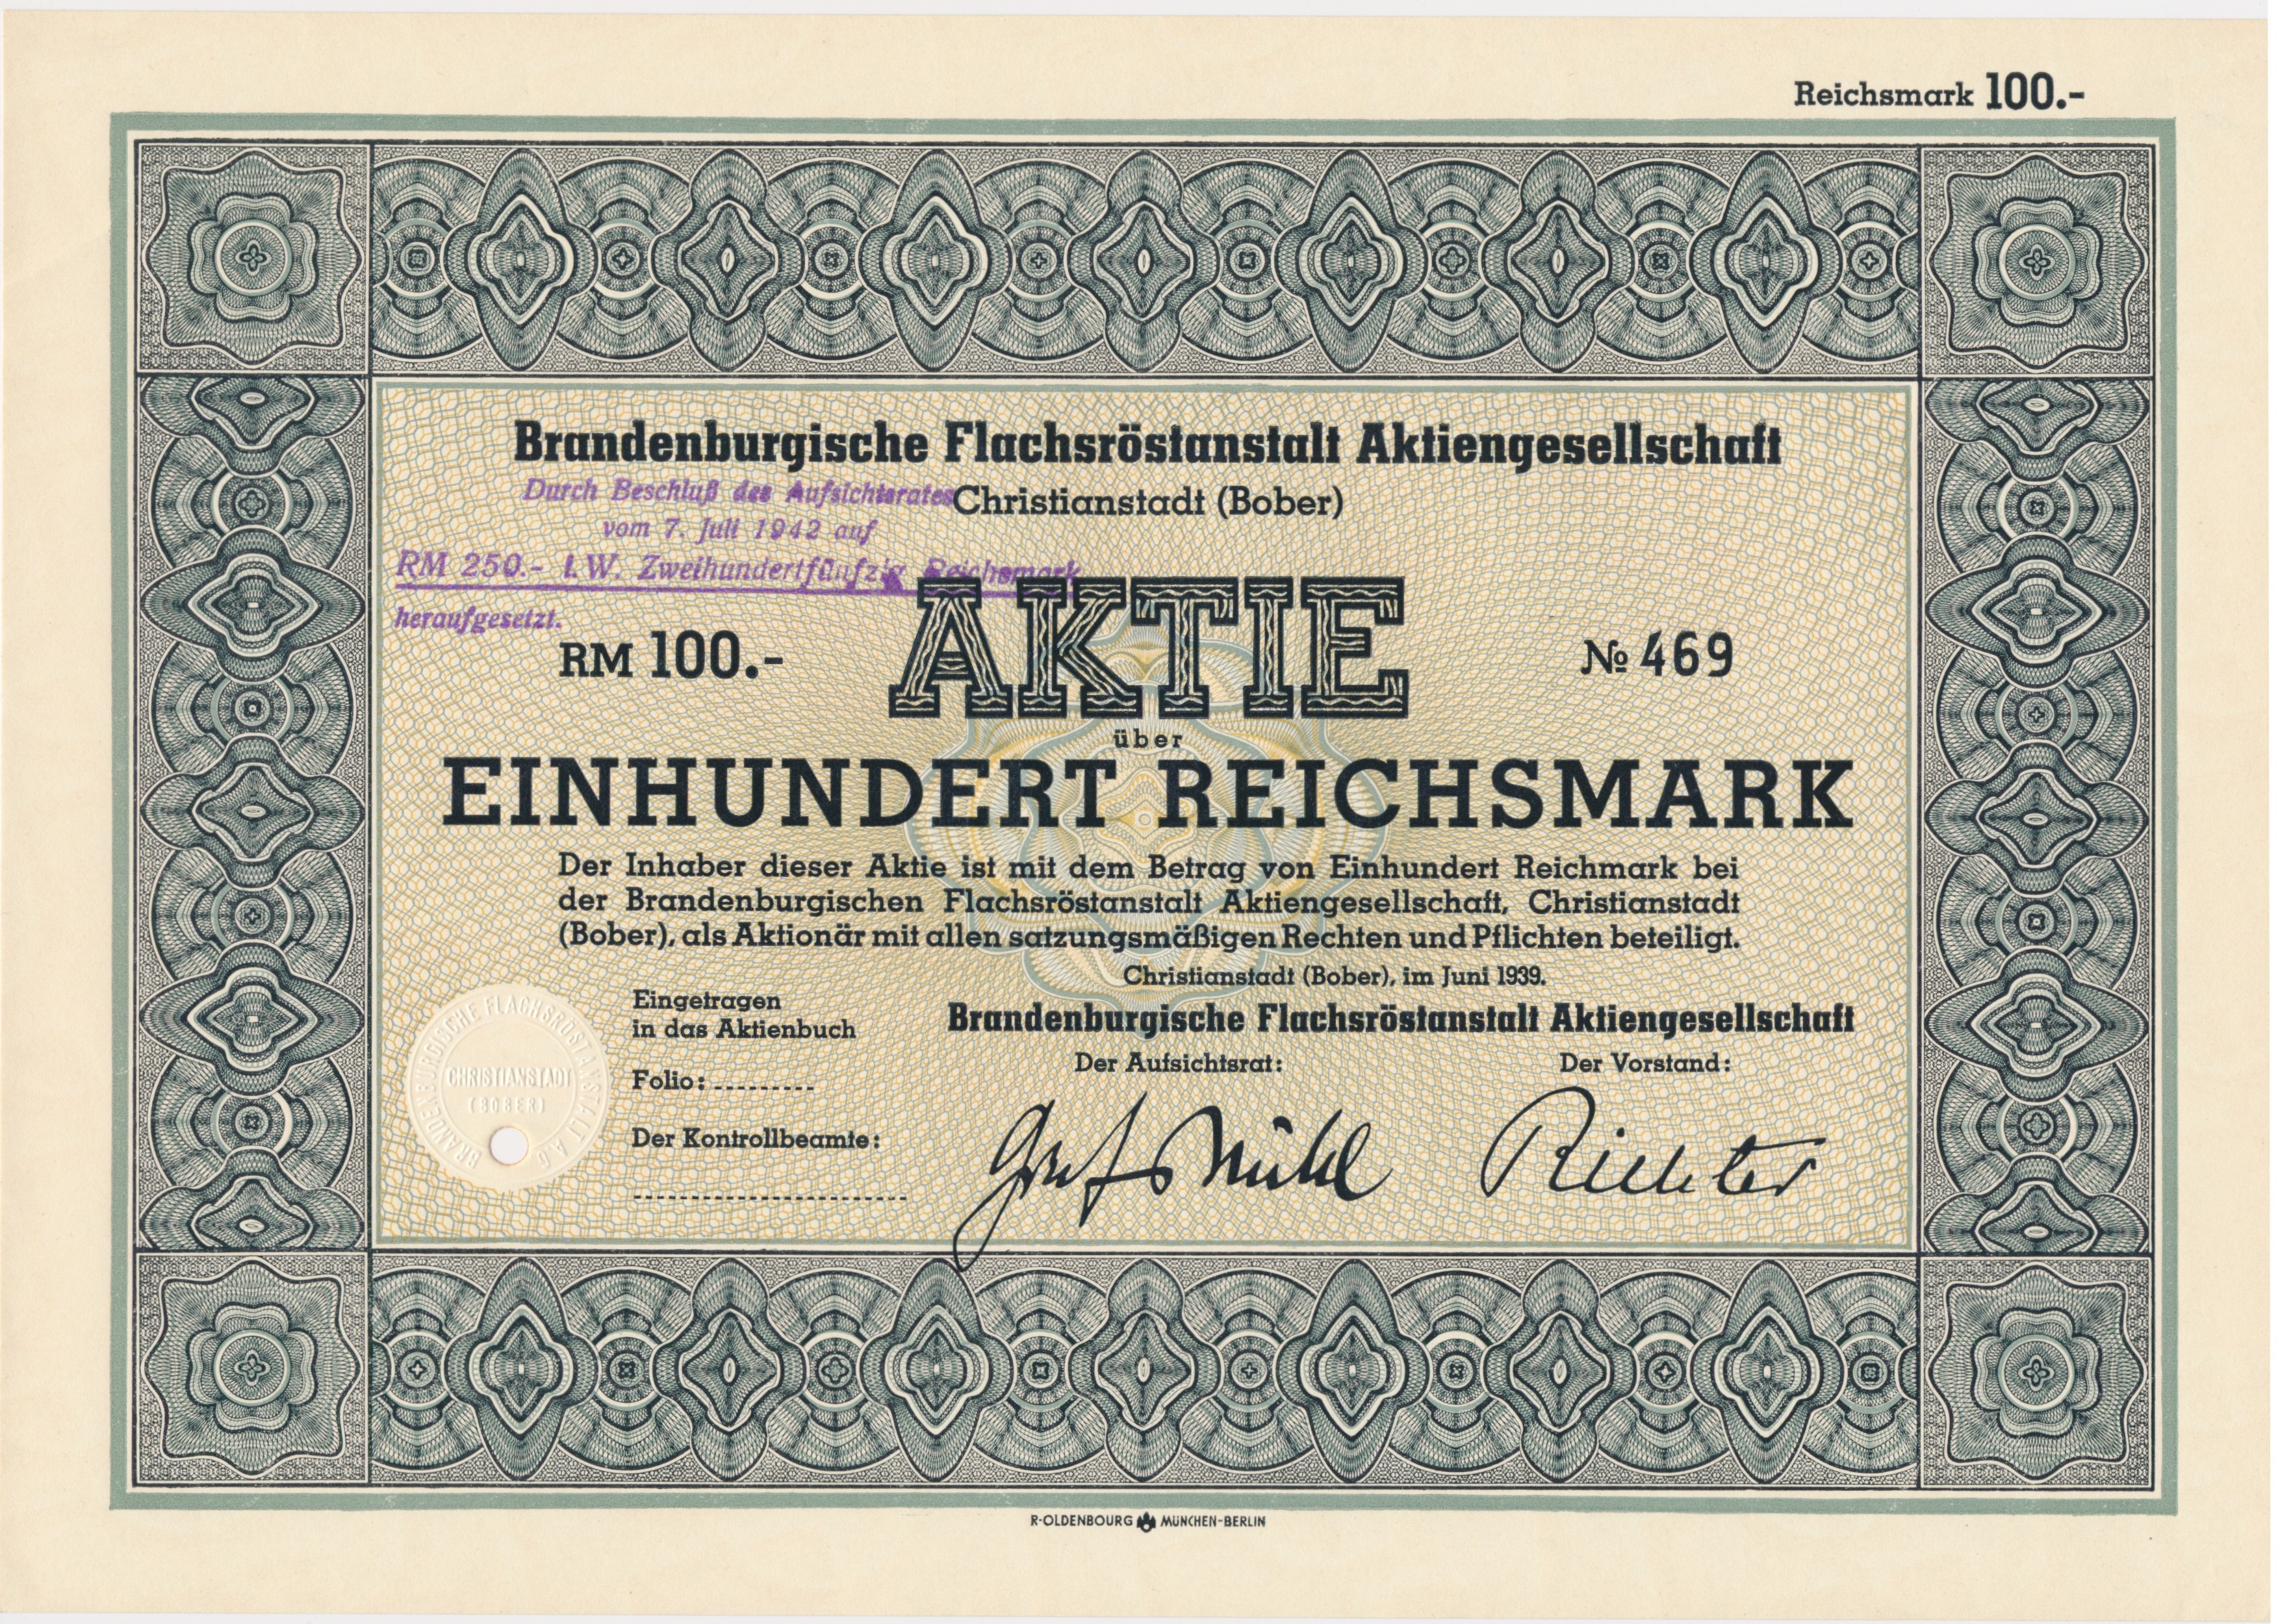 Reichsmark 100.-
Brandenburgische Flachsröstanstalt Aktiengesellschaft
Durch Beschluß des Aufsichtsrates
Christianstadt (Bober)
vom 7. Juli 1942 auf
RM 250.- i. W. Zweihundertfünfzig Reichsmark
heraufgesetzt.
RM 100.-
AKTIE
№ 469
über
EINHUNDERT REICHSMARK
Der Inhaber dieser Aktie ist mit dem Betrag von Einhundert Reichmark bei
der Brandenburgischen Flachsröstanstalt Aktiengesellschaft, Christianstadt
(Bober), als Aktionär mit allen satzungsmäßigen Rechten und Pflichten beteiligt.
Christianstadt (Bober), im Juni 1939.
Brandenburgische Flachsröstanstalt Aktiengesellschaft
Eingetragen
in das Aktienbuch
Folio:
Der Kontrollbeamte:
Der Aufsichtsrat:
Der Vorstand:
Richter
BRANDENBURGISCHE FLACHSRÖSTANSTALT A.G.
CHRISTIANSTADT
(BOBER)
R·OLDENBOURG MÜNCHEN-BERLIN